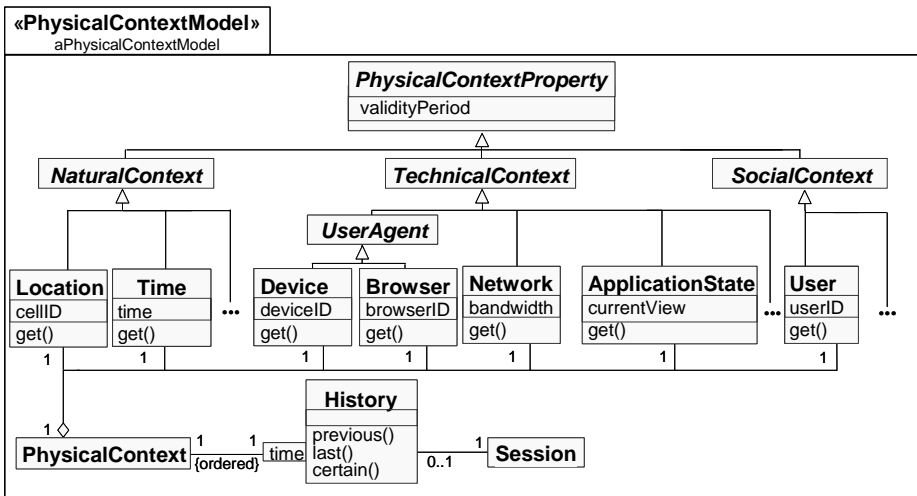 «PhysicalContextModel»
aPhysicalContextModel
PhysicalContextProperty
validityPeriod
NaturalContext
TechnicalContext
SocialContext
UserAgent
Location
cellID
get()
Time
time
get()
...
Device
deviceID
get()
Browser
browserID
get()
Network
bandwidth
get()
ApplicationState
currentView
get()
...
User
userID
get()
...
1 1 1 1 1 1 1
1
PhysicalContext
1
{ordered}
1
time
History
previous()
last()
certain()
0..1
1
Session